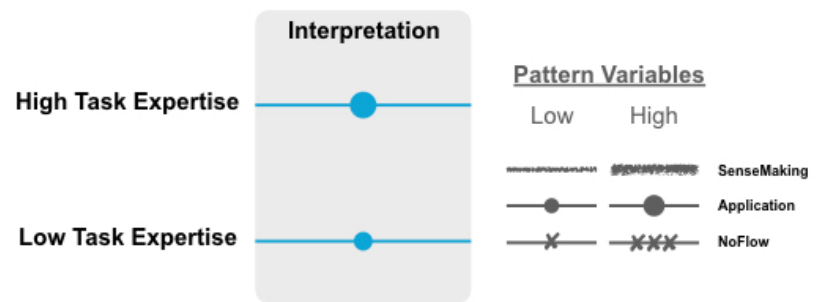 Interpretation
High Task Expertise
Low Task Expertise
Pattern Variables
Low High
SenseMaking
Application
NoFlow